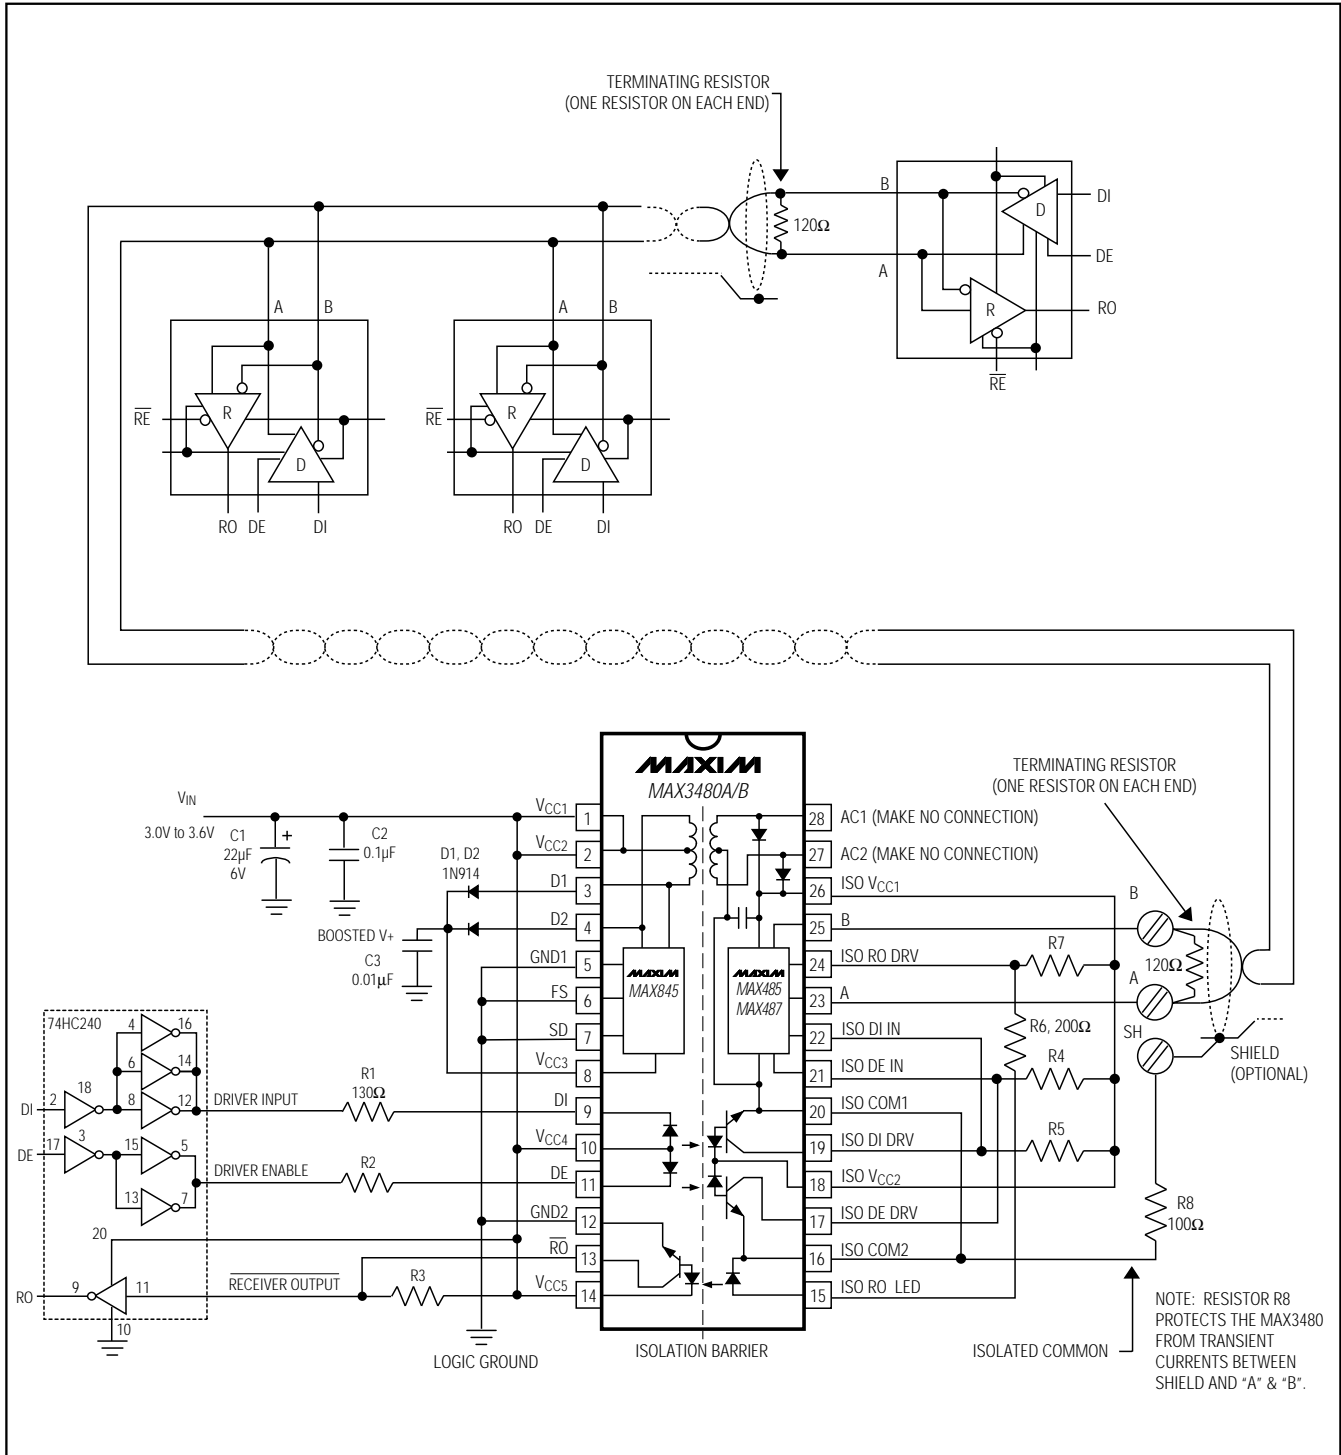 TERMINATING RESISTOR
(ONE RESISTOR ON EACH END)
B
120Ω
A
D
DI
DE
R
RO
RE
A
B
RE
R
D
RO
DE
DI
A
B
RE
R
D
RO
DE
DI
TERMINATING RESISTOR
(ONE RESISTOR ON EACH END)
MAXIM
MAX3480A/B
VIN
3.0V to 3.6V
C1
22µF
6V
+
C2
0.1µF
D1, D2
1N914
BOOSTED V+
C3
0.01µF
VCC1
1
VCC2
2
D1
3
D2
4
GND1
5
FS
6
SD
7
VCC3
8
DI
9
VCC4
10
DE
11
GND2
12
RO
13
VCC5
14
MAXIM
MAX845
MAXIM
MAX485
MAX487
28
AC1 (MAKE NO CONNECTION)
27
AC2 (MAKE NO CONNECTION)
26
ISO VCC1
25
B
24
ISO RO DRV
23
A
22
ISO DI IN
21
ISO DE IN
20
ISO COM1
19
ISO DI DRV
18
ISO VCC2
17
ISO DE DRV
16
ISO COM2
15
ISO RO LED
R7
R6, 200Ω
R4
R5
B
120Ω
A
SH
SHIELD
(OPTIONAL)
R8
100Ω
74HC240
DI
2
18
4
16
6
14
8
12
DRIVER INPUT
R1
130Ω
DE
17
3
15
5
13
7
DRIVER ENABLE
R2
20
RO
9
11
10
RECEIVER OUTPUT
R3
LOGIC GROUND
ISOLATION BARRIER
ISOLATED COMMON
NOTE: RESISTOR R8
PROTECTS THE MAX3480
FROM TRANSIENT
CURRENTS BETWEEN
SHIELD AND “A” & “B”.